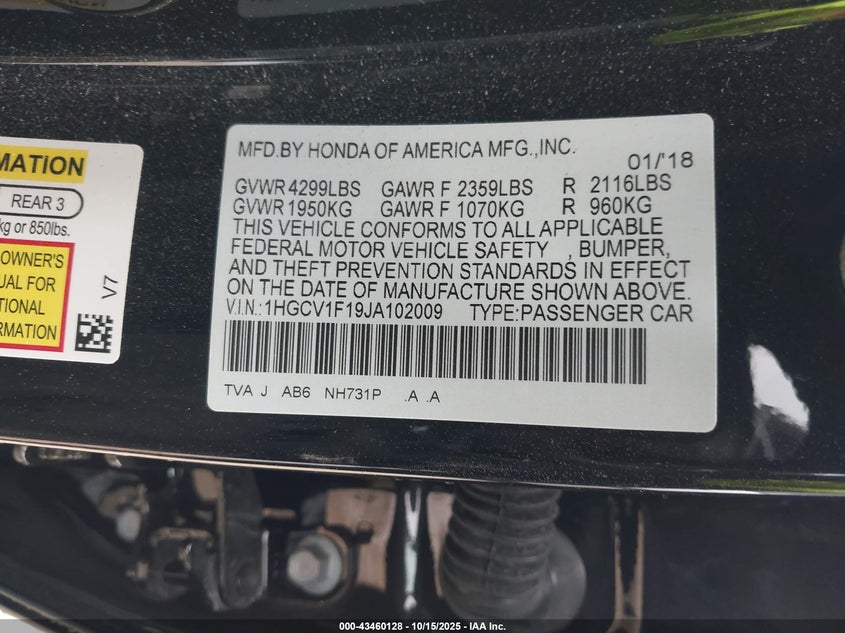 MATION
REAR 3
kg or 850lbs.
OWNER'S
UAL FOR
TIONAL
RMATION
V7
MFD.BY HONDA OF AMERICA MFG.,INC. 01/'18
GVWR 4299LBS GAWR F 2359LBS R 2116LBS
GVWR 1950KG GAWR F 1070KG R 960KG
THIS VEHICLE CONFORMS TO ALL APPLICABLE
FEDERAL MOTOR VEHICLE SAFETY , BUMPER,
AND THEFT PREVENTION STANDARDS IN EFFECT
ON THE DATE OF MANUFACTURE SHOWN ABOVE.
V.I.N.:1HGCV1F19JA102009 TYPE:PASSENGER CAR
TVA J AB6 NH731P .A .A
000-43460128 - 10/15/2025 - IAA Inc.